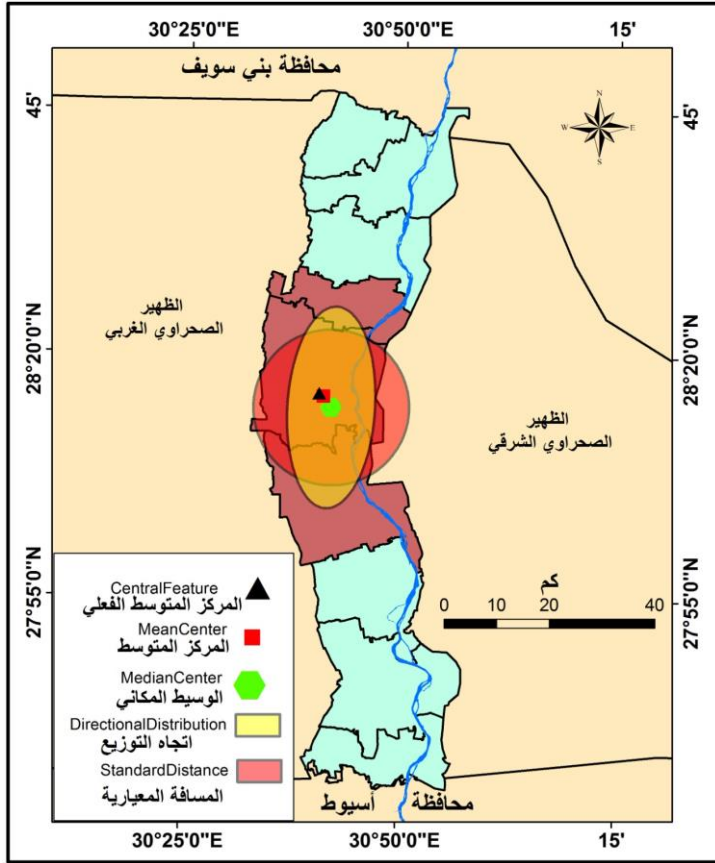 30°25'0"E 30°50'0"E 15'
محافظة بني سويف
45' 45'
N
W E
S
الظهير
الصحراوي الغربي
28°20'0"N 28°20'0"N
الظهير
الصحراوي الشرقي
CentralFeature
المركز المتوسط الفعلي
MeanCenter
المركز المتوسط
MedianCenter
الوسيط المكاني
DirectionalDistribution
اتجاه التوزيع
StandardDistance
المسافة المعيارية
كم
0 10 20 40
27°55'0"N 27°55'0"N
محافظة أسيوط
30°25'0"E 30°50'0"E 15'